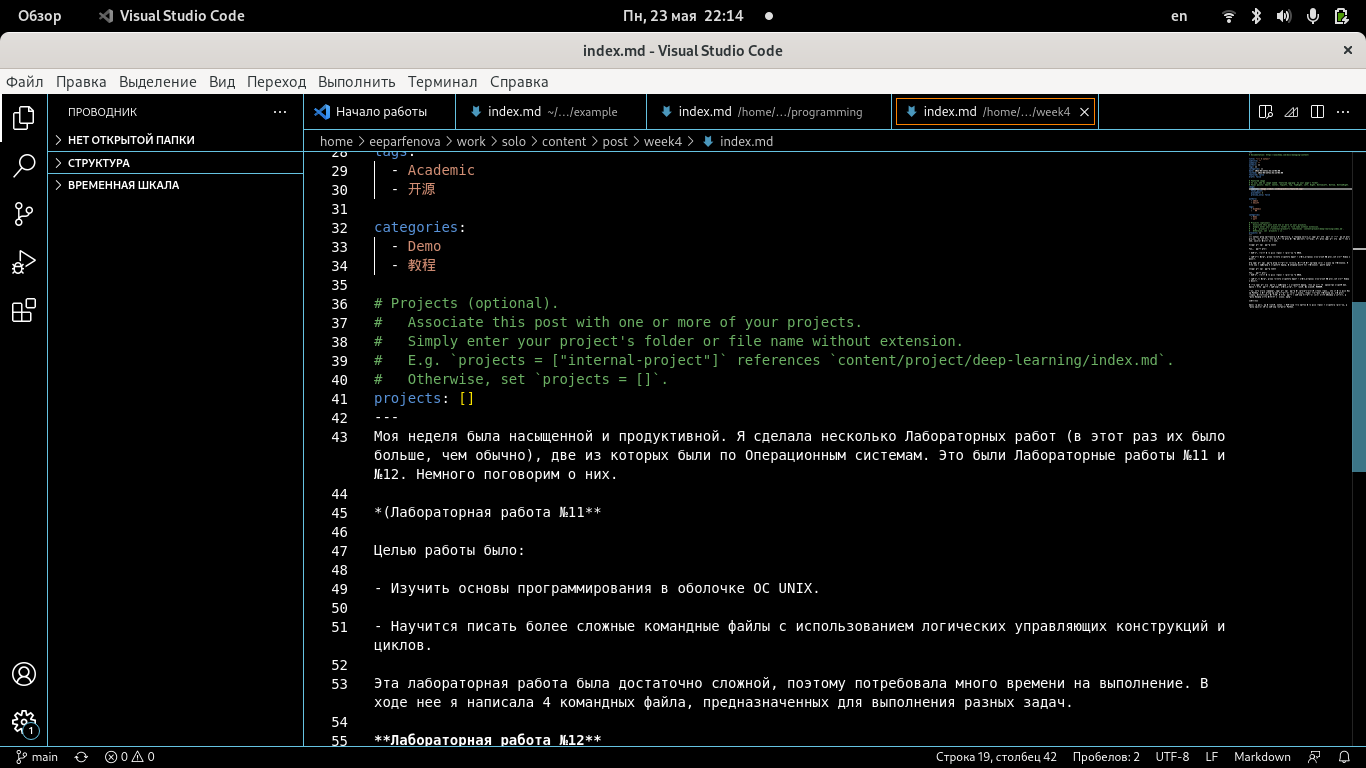 Обзор Visual Studio Code Пн, 23 мая 22:14 en
index.md - Visual Studio Code
Файл Правка Выделение Вид Переход Выполнить Терминал Справка
ПРОВОДНИК
НЕТ ОТКРЫТОЙ ПАПКИ
СТРУКТУРА
ВРЕМЕННАЯ ШКАЛА
1
Начало работы index.md ~/.../example index.md /home/.../programming index.md /home/.../week4
home > eeparfenova > work > solo > content > post > week4 > index.md
28 tags:
29 - Academic
30 - 开源
31
32 categories:
33 - Demo
34 - 教程
35
36 # Projects (optional).
37 # Associate this post with one or more of your projects.
38 # Simply enter your project's folder or file name without extension.
39 # E.g. `projects = ["internal-project"]` references `content/project/deep-learning/index.md`.
40 # Otherwise, set `projects = []`.
41 projects: []
42 ---
43 Моя неделя была насыщенной и продуктивной. Я сделала несколько Лабораторных работ (в этот раз их было
больше, чем обычно), две из которых были по Операционным системам. Это были Лабораторные работы №11 и
№12. Немного поговорим о них.
44
45 *(Лабораторная работа №11**
46
47 Целью работы было:
48
49 - Изучить основы программирования в оболочке ОС UNIX.
50
51 - Научится писать более сложные командные файлы с использованием логических управляющих конструкций и
циклов.
52
53 Эта лабораторная работа была достаточно сложной, поэтому потребовала много времени на выполнение. В
ходе нее я написала 4 командных файла, предназначенных для выполнения разных задач.
54
55 **Лабораторная работа №12**
main 0 0 Строка 19, столбец 42 Пробелов: 2 UTF-8 LF Markdown